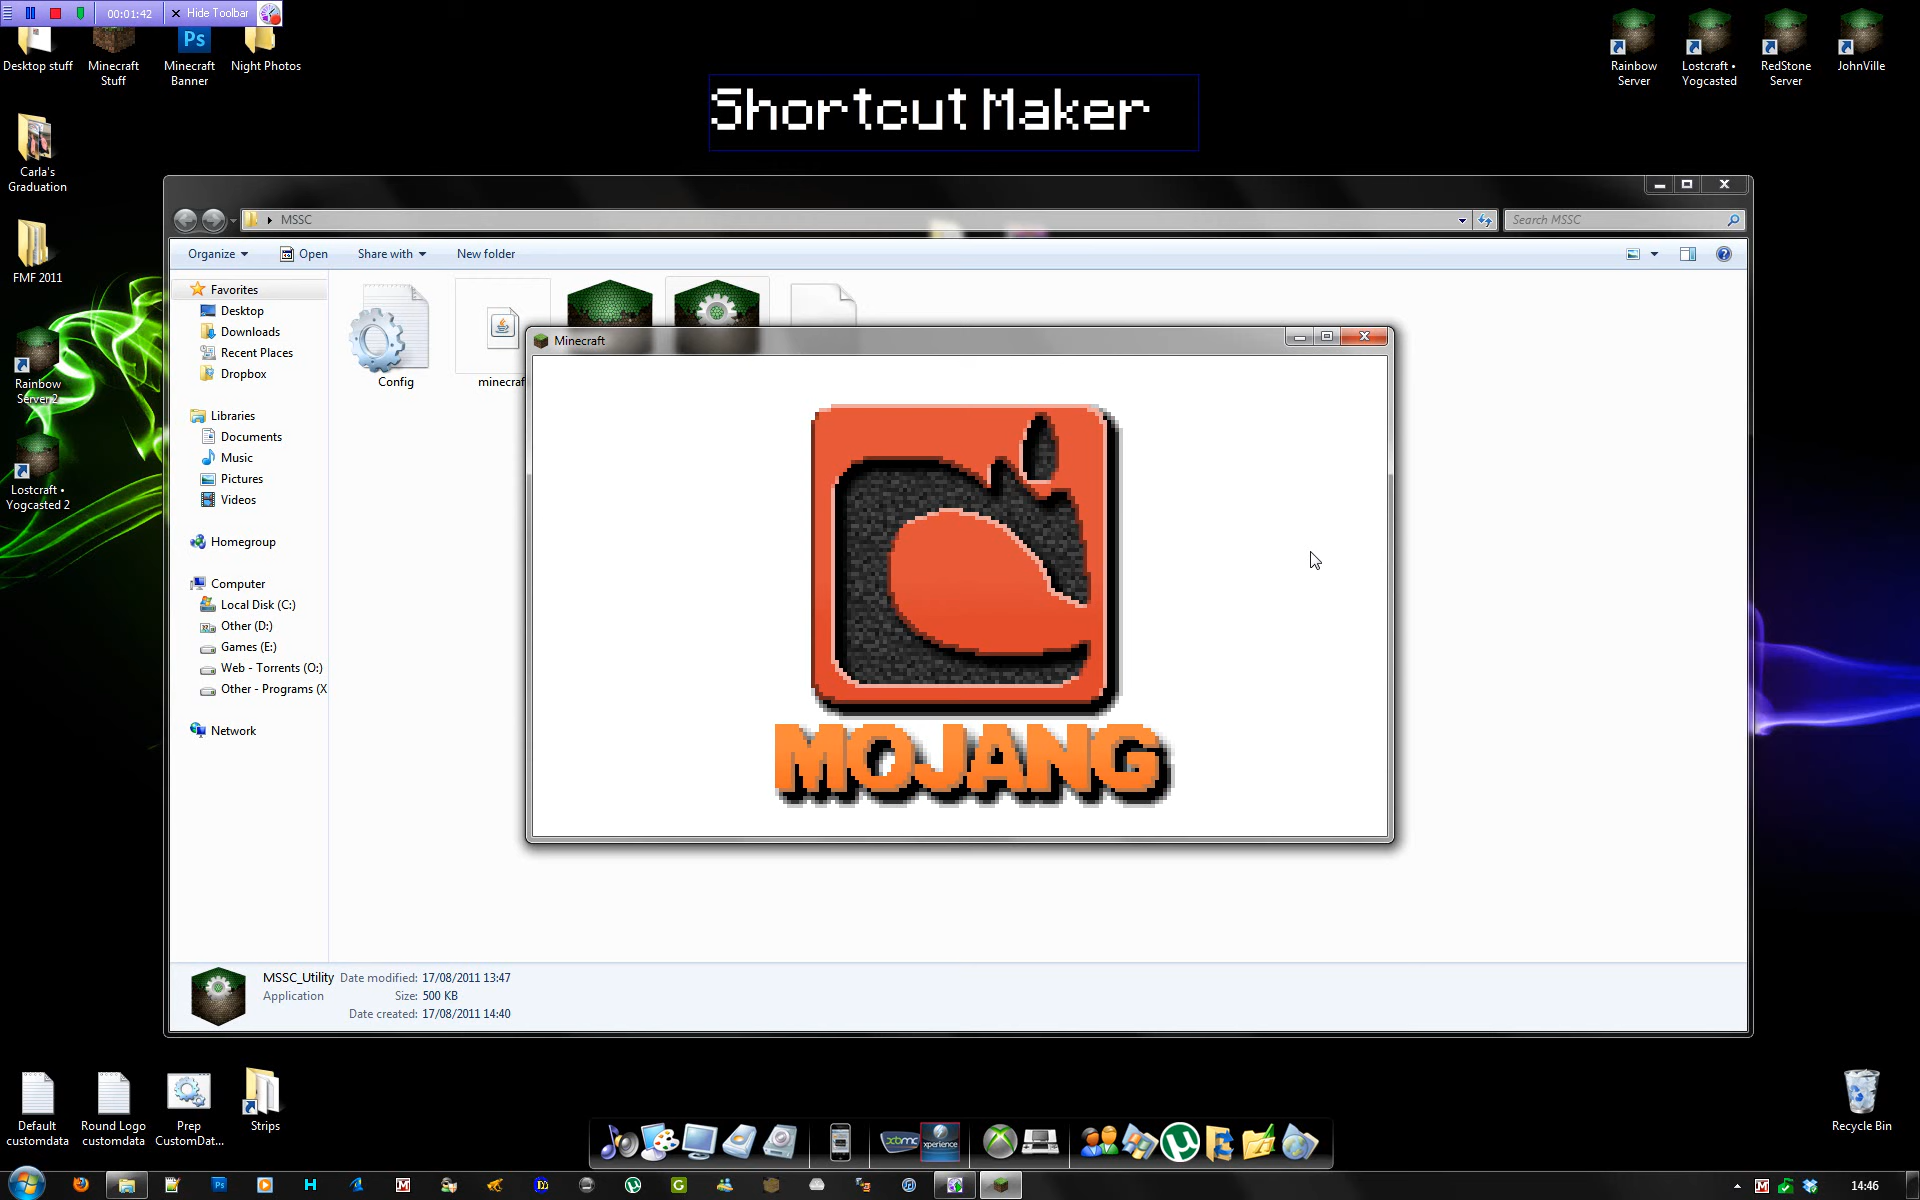 00:01:42
Hide Toolbar
Desktop stuff
Minecraft
Stuff
Ps
Minecraft
Banner
Night Photos
Rainbow
Server
Lostcraft •
Yogcasted
RedStone
Server
JohnVille
Shortcut Maker
Carla's
Graduation
FMF 2011
Rainbow
Server 2
Lostcraft •
Yogcasted 2
MSSC
Search MSSC
Organize
Open
Share with
New folder
Favorites
Desktop
Downloads
Recent Places
Dropbox
Libraries
Documents
Music
Pictures
Videos
Homegroup
Computer
Local Disk (C:)
Other (D:)
Games (E:)
Web - Torrents (O:)
Other - Programs (X
Network
Config
minecraf
Minecraft
MOJANG
MSSC_Utility
Application
Date modified: 17/08/2011 13:47
Size: 500 KB
Date created: 17/08/2011 14:40
Default
customdata
Round Logo
customdata
Prep
CustomDat...
Strips
Recycle Bin
xbmc
xperience
14:46